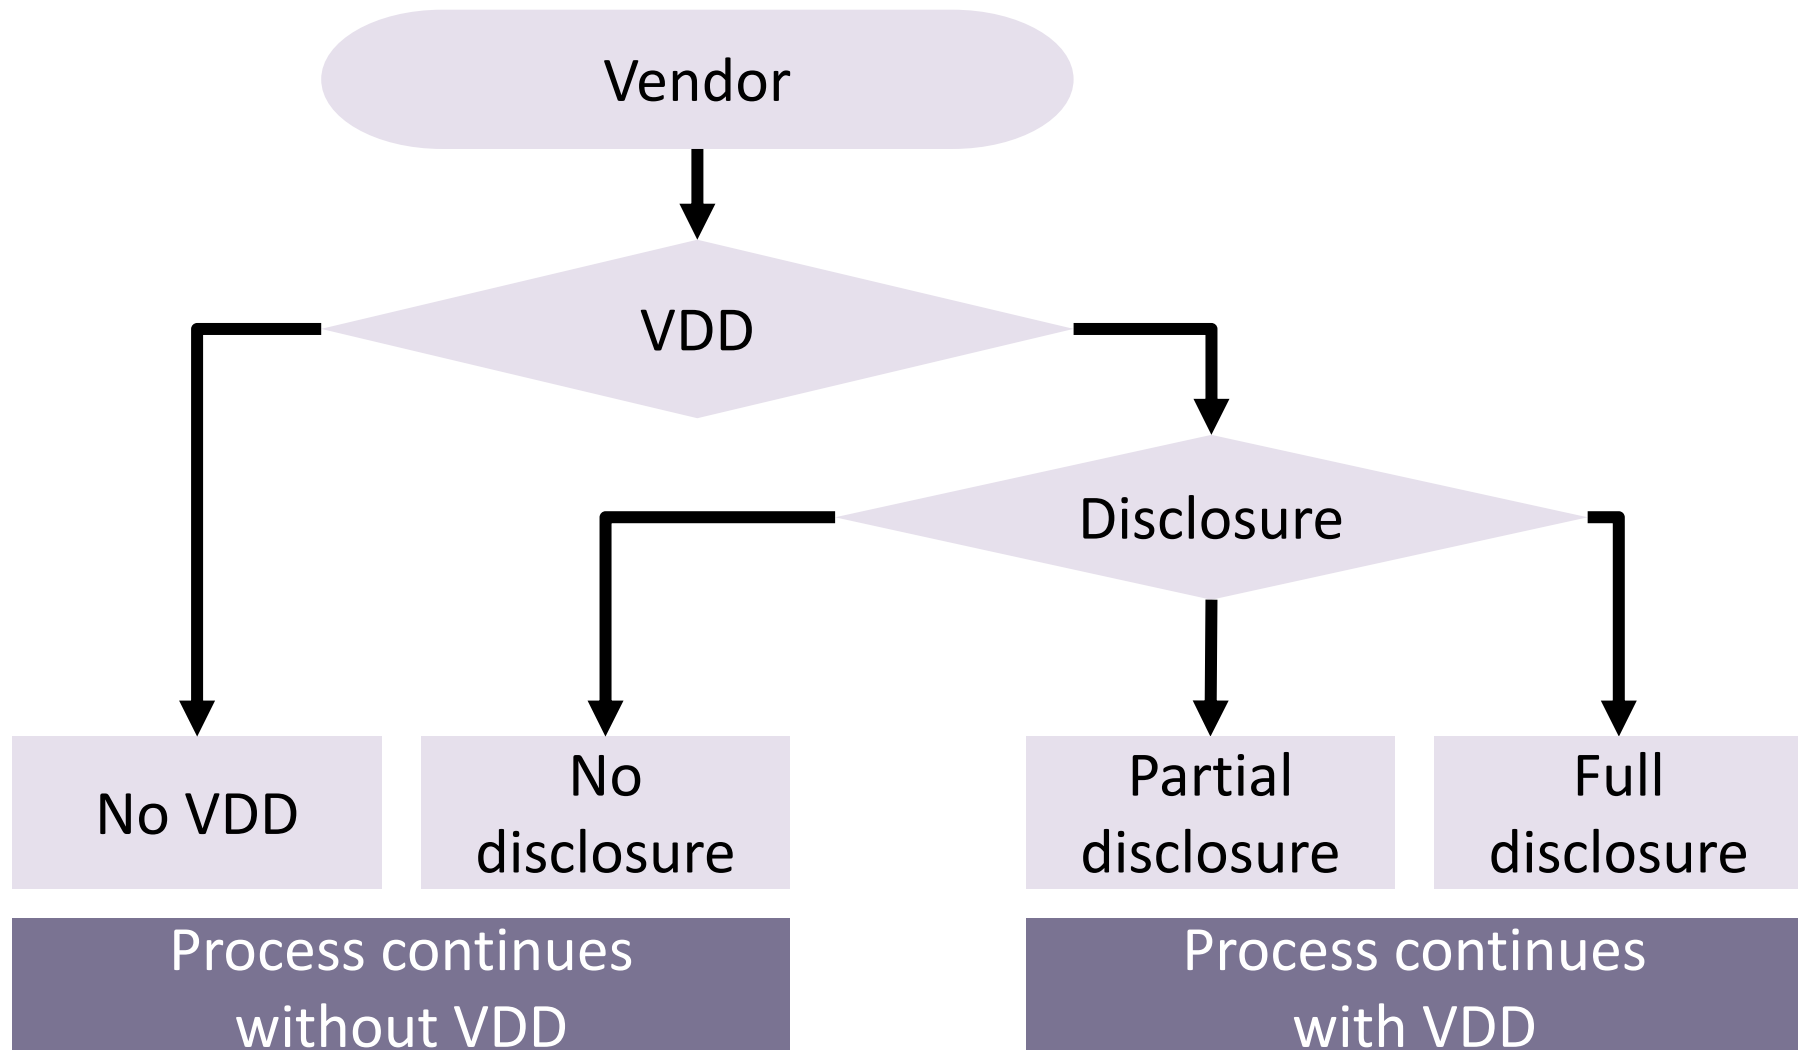 Vendor
VDD
Disclosure
No VDD
No
disclosure
Partial
disclosure
Full
disclosure
Process continues
without VDD
Process continues
with VDD